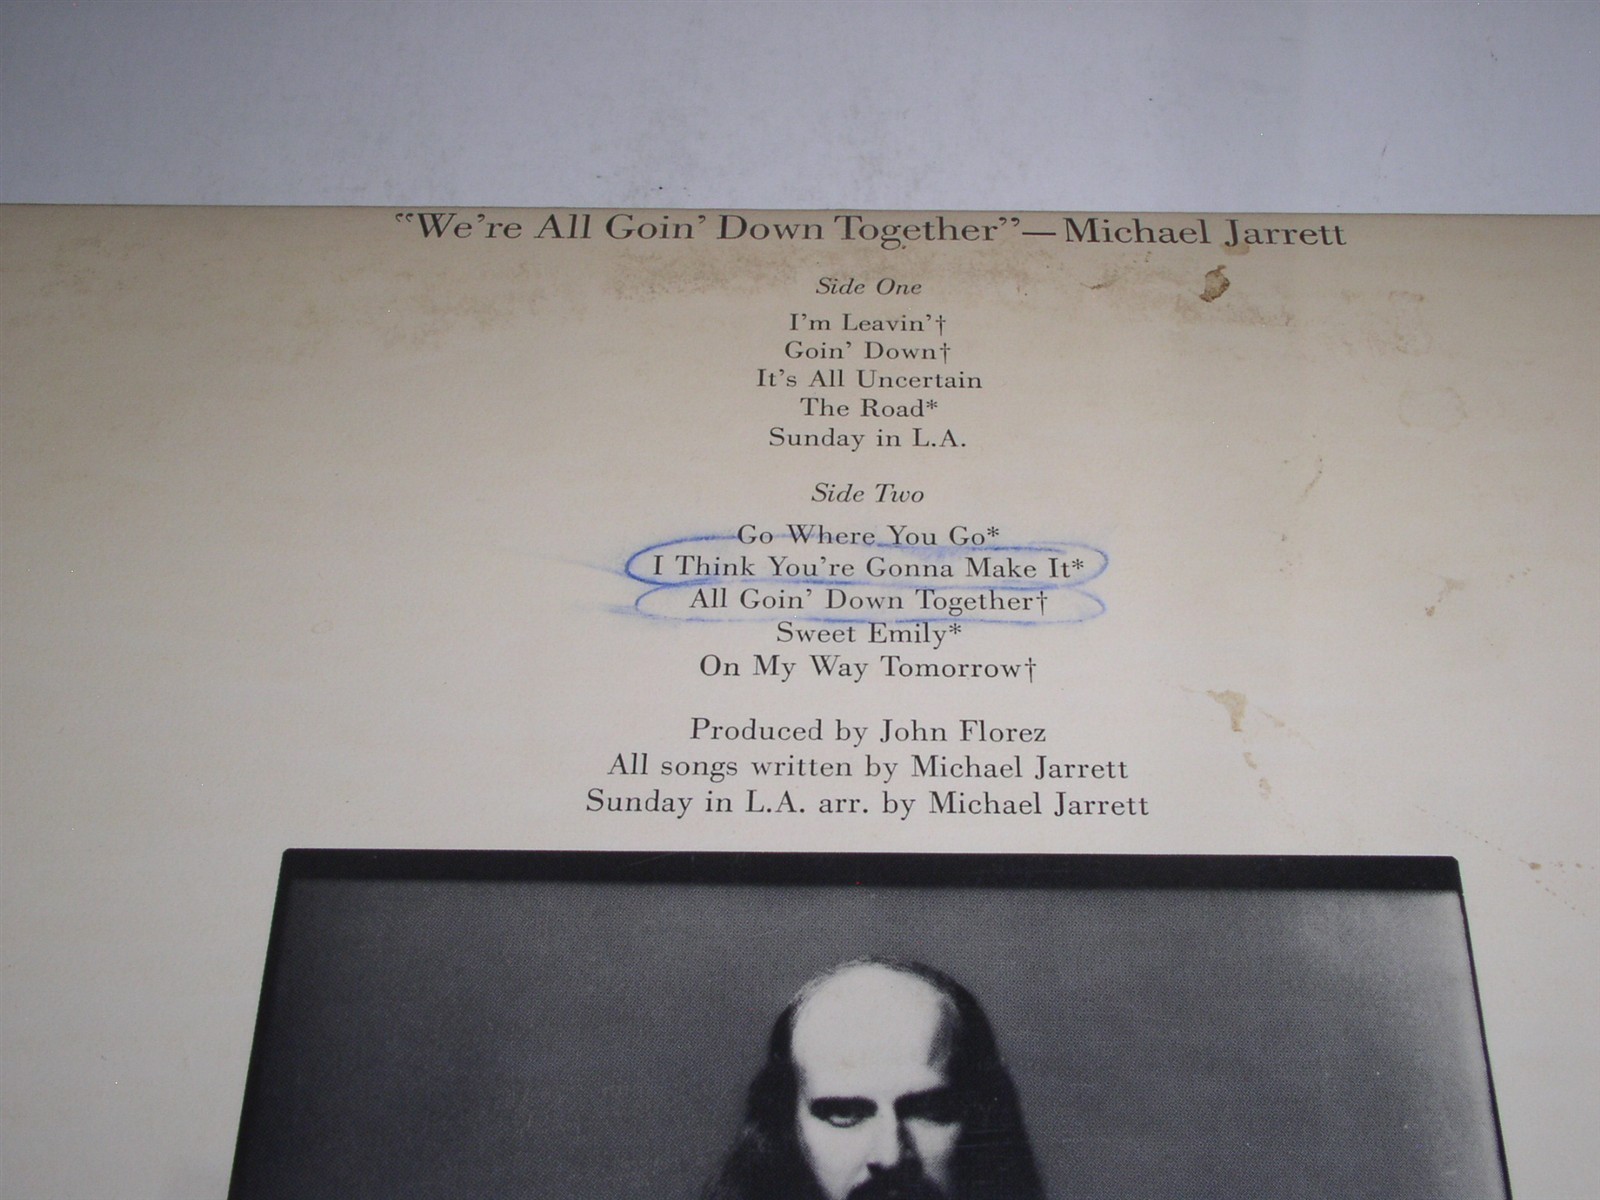 “We’re All Goin’ Down Together”—Michael Jarrett
Side One
I’m Leavin’†
Goin’ Down†
It’s All Uncertain
The Road*
Sunday in L.A.
Side Two
Go Where You Go*
I Think You’re Gonna Make It*
All Goin’ Down Together†
Sweet Emily*
On My Way Tomorrow†
Produced by John Florez
All songs written by Michael Jarrett
Sunday in L.A. arr. by Michael Jarrett